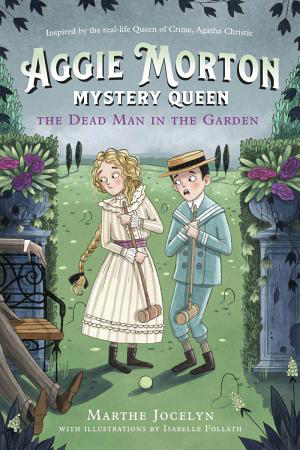 Inspired by the real-life Queen of Crime, Agatha Christie
AGGIE MORTON
MYSTERY QUEEN
THE DEAD MAN IN THE GARDEN
MARTHE JOCELYN
WITH ILLUSTRATIONS BY ISABELLE FOLLATH